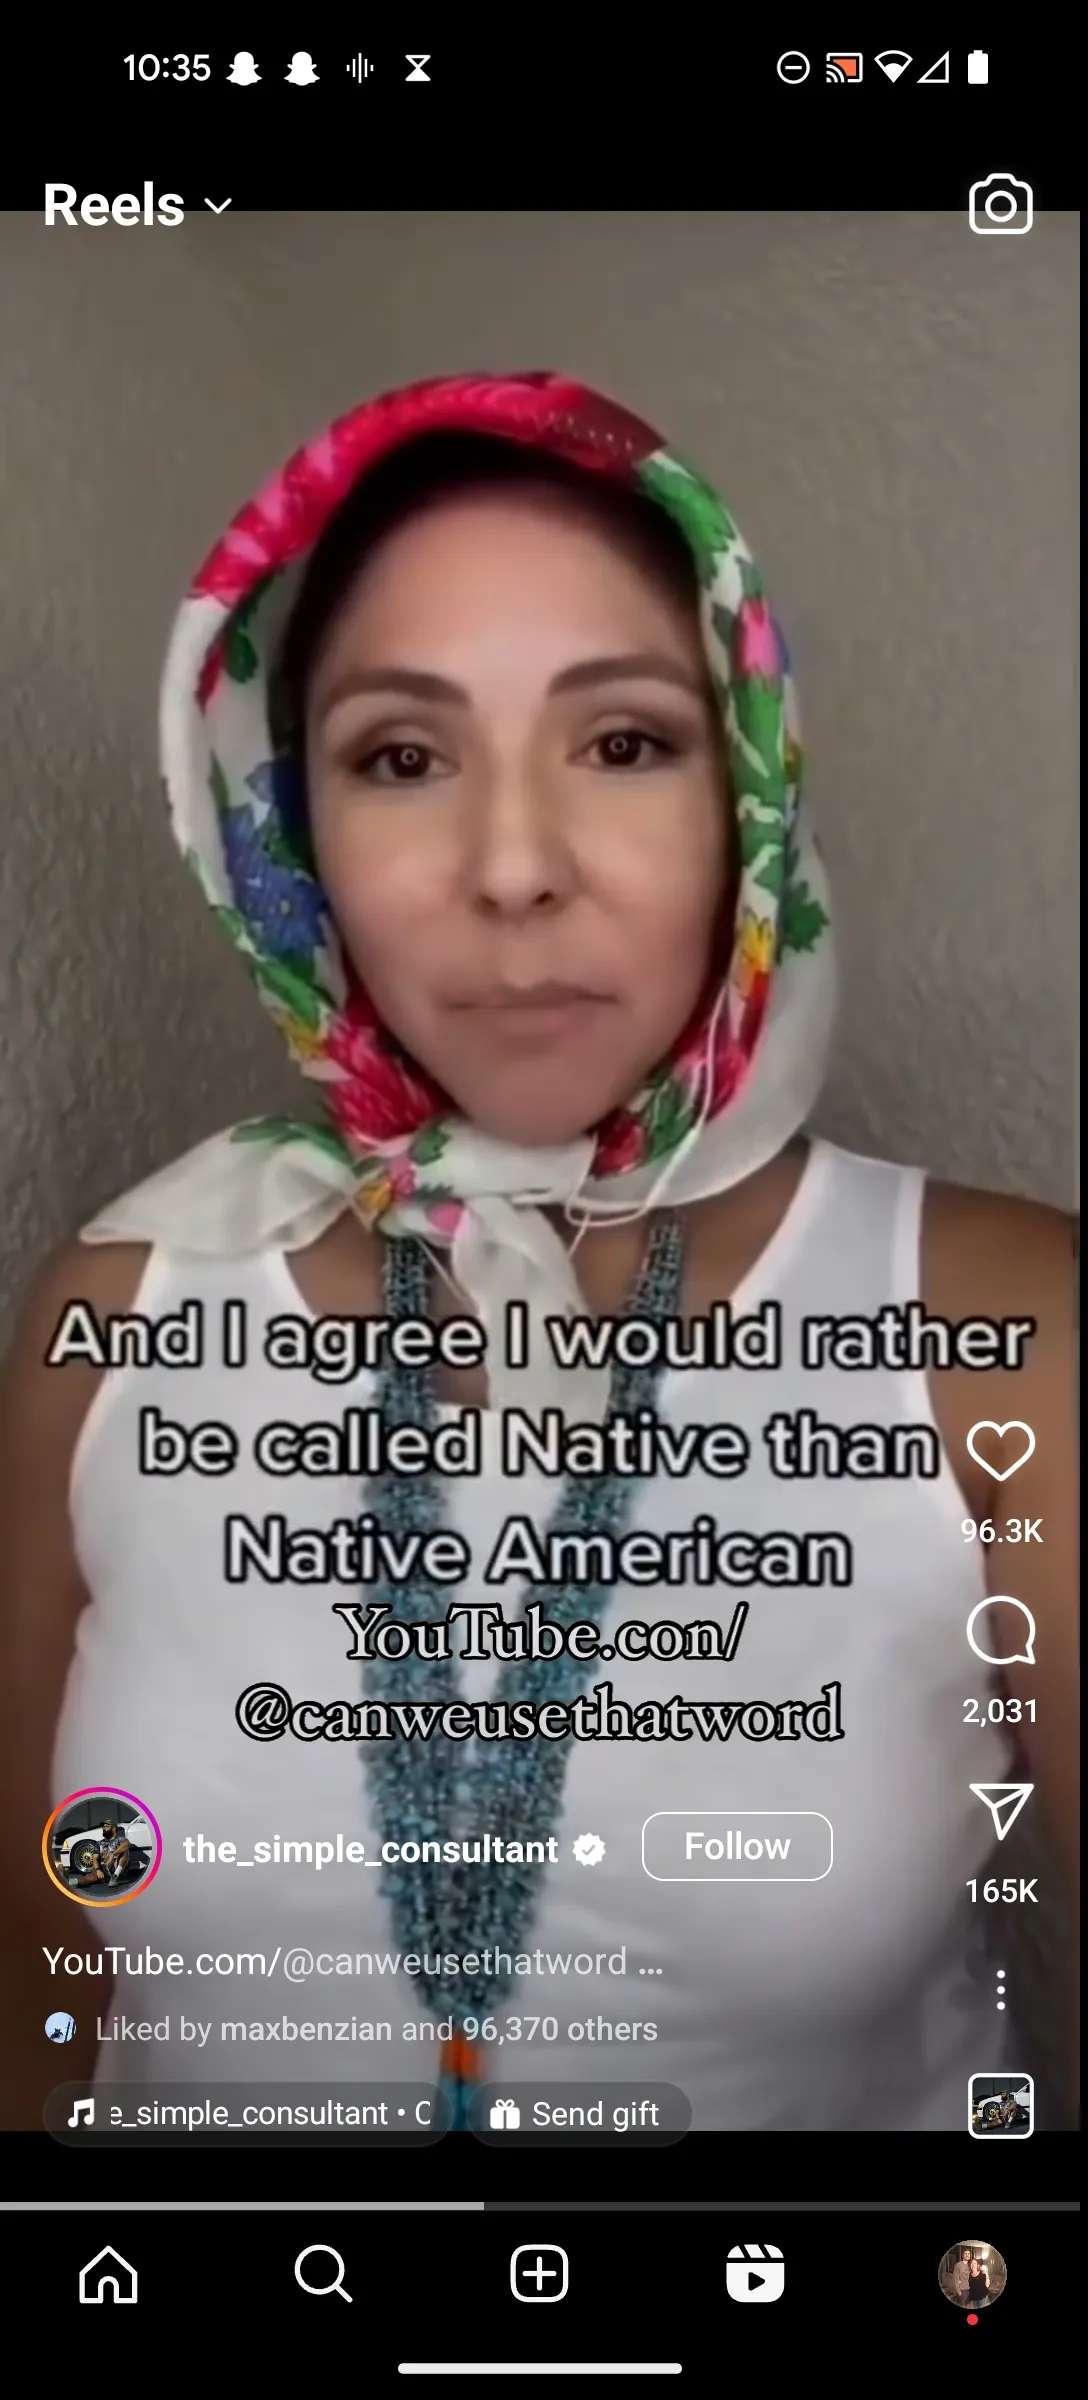 10:35
Reels
And I agree I would rather
be called Native than
Native American
YouTube.con/
@canweusethatword
96.3K
2,031
165K
the_simple_consultant
Follow
YouTube.com/@canweusethatword ...
Liked by maxbenzian and 96,370 others
e_simple_consultant • C
Send gift